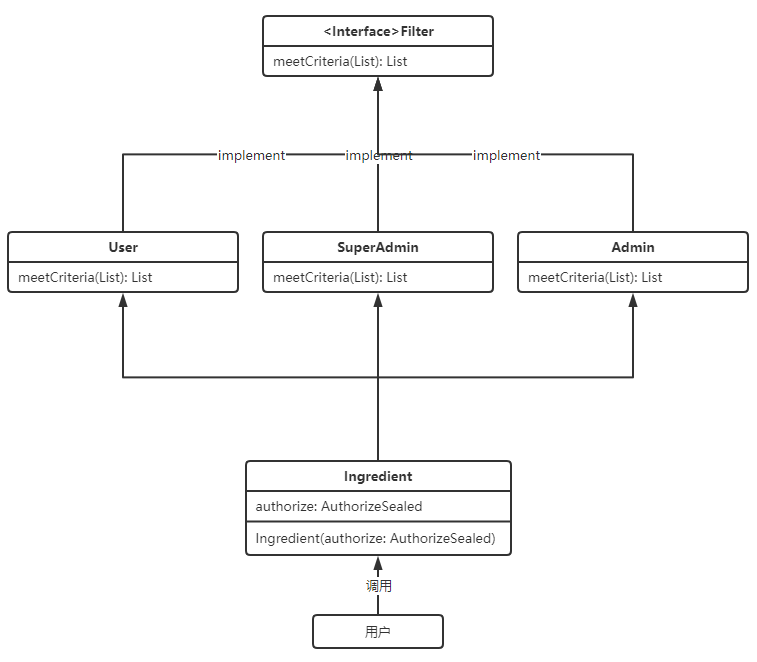 <Interface>Filter
meetCriteria(List): List
implement
implement
implement
User
meetCriteria(List): List
SuperAdmin
meetCriteria(List): List
Admin
meetCriteria(List): List
Ingredient
authorize: AuthorizeSealed
Ingredient(authorize: AuthorizeSealed)
调用
用户